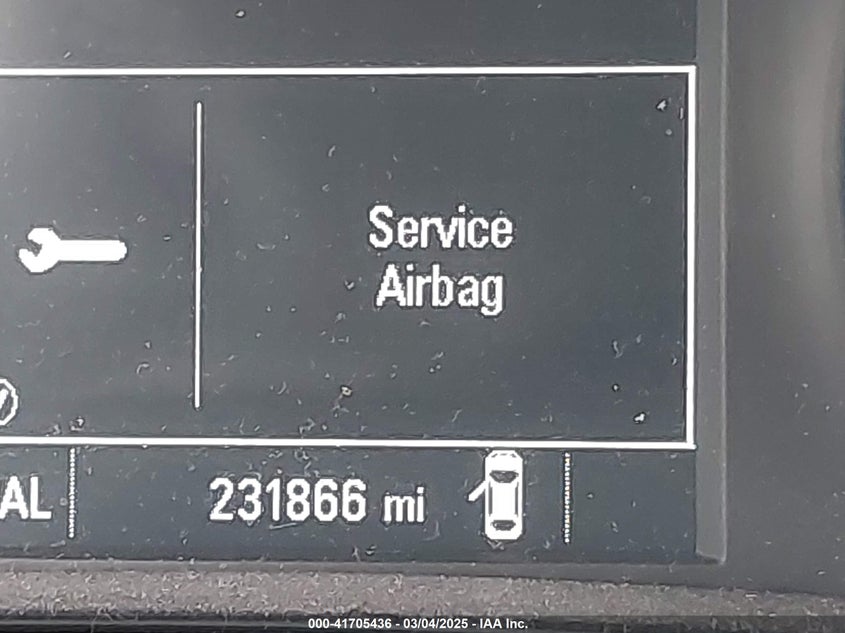 Service
Airbag
AL
231866 mi
000-41705436 - 03/04/2025 - IAA Inc.